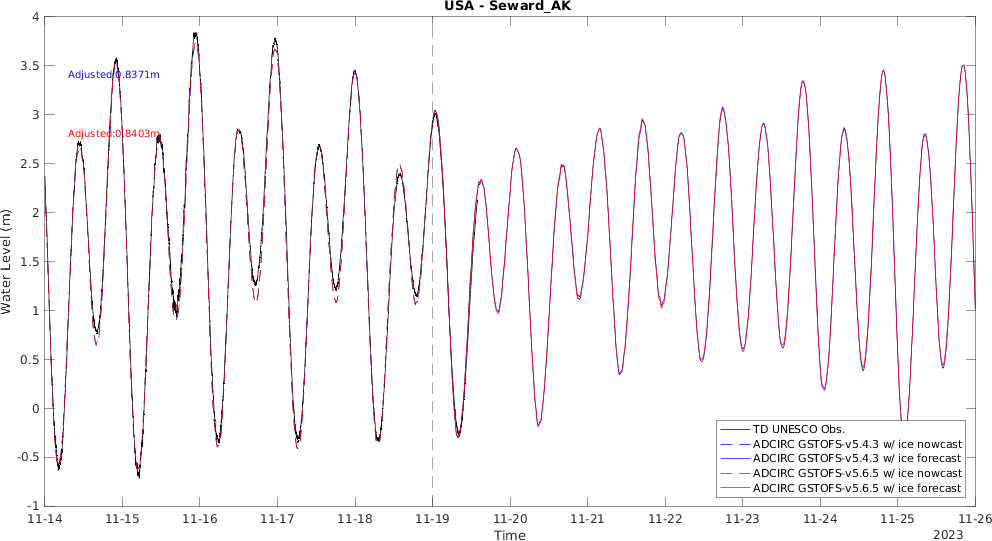 USA - Seward_AK
4
3.5
3
2.5
2
1.5
1
0.5
0
-0.5
-1
Water Level (m)
Adjusted:0.8371m
Adjusted:0.8403m
TD UNESCO Obs.
ADCIRC GSTOFS-v5.4.3 w/ ice nowcast
ADCIRC GSTOFS-v5.4.3 w/ ice forecast
ADCIRC GSTOFS-v5.6.5 w/ ice nowcast
ADCIRC GSTOFS-v5.6.5 w/ ice forecast
11-14 11-15 11-16 11-17 11-18 11-19 11-20 11-21 11-22 11-23 11-24 11-25 11-26
Time
2023